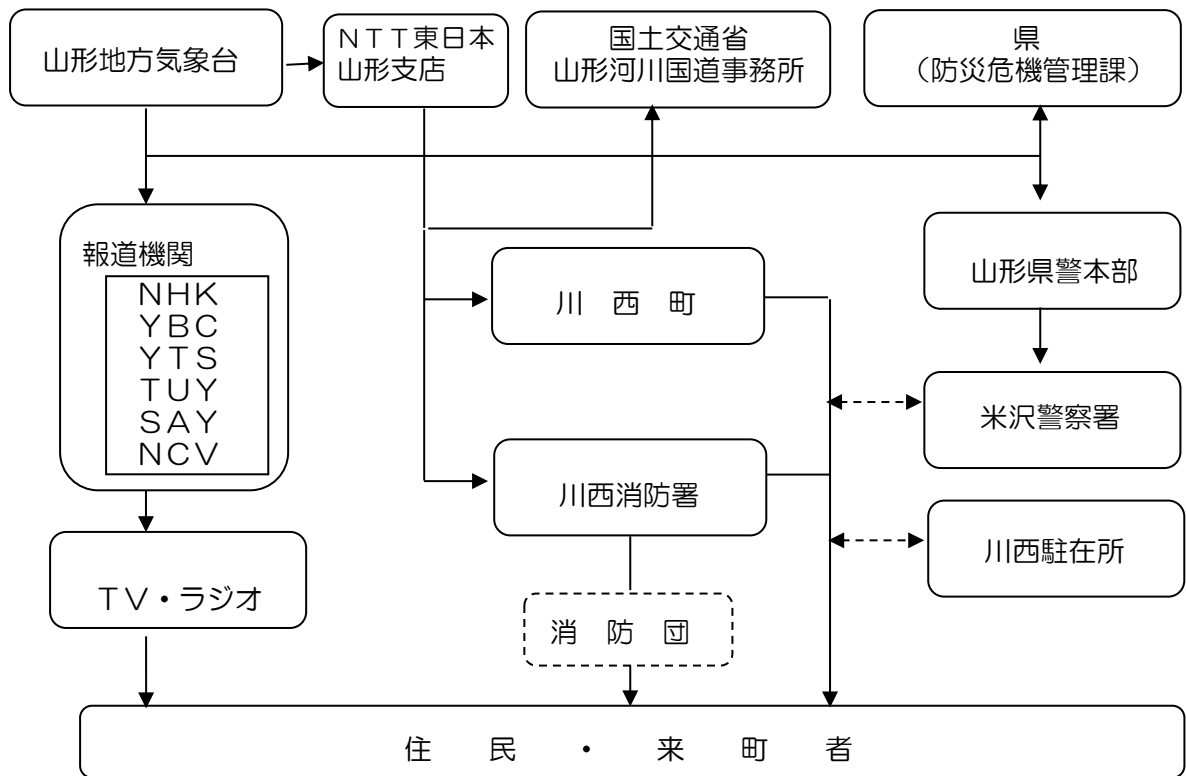 山形地方気象台
ＮＴＴ東日本
山形支店
国土交通省
山形河川国道事務所
県
（防災危機管理課）
報道機関
ＮＨＫ
ＹＢＣ
ＹＴＳ
ＴＵＹ
ＳＡＹ
ＮＣＶ
川　西　町
山形県警本部
米沢警察署
川西消防署
川西駐在所
ＴＶ・ラジオ
消　防　団
住　民　・　来　町　者